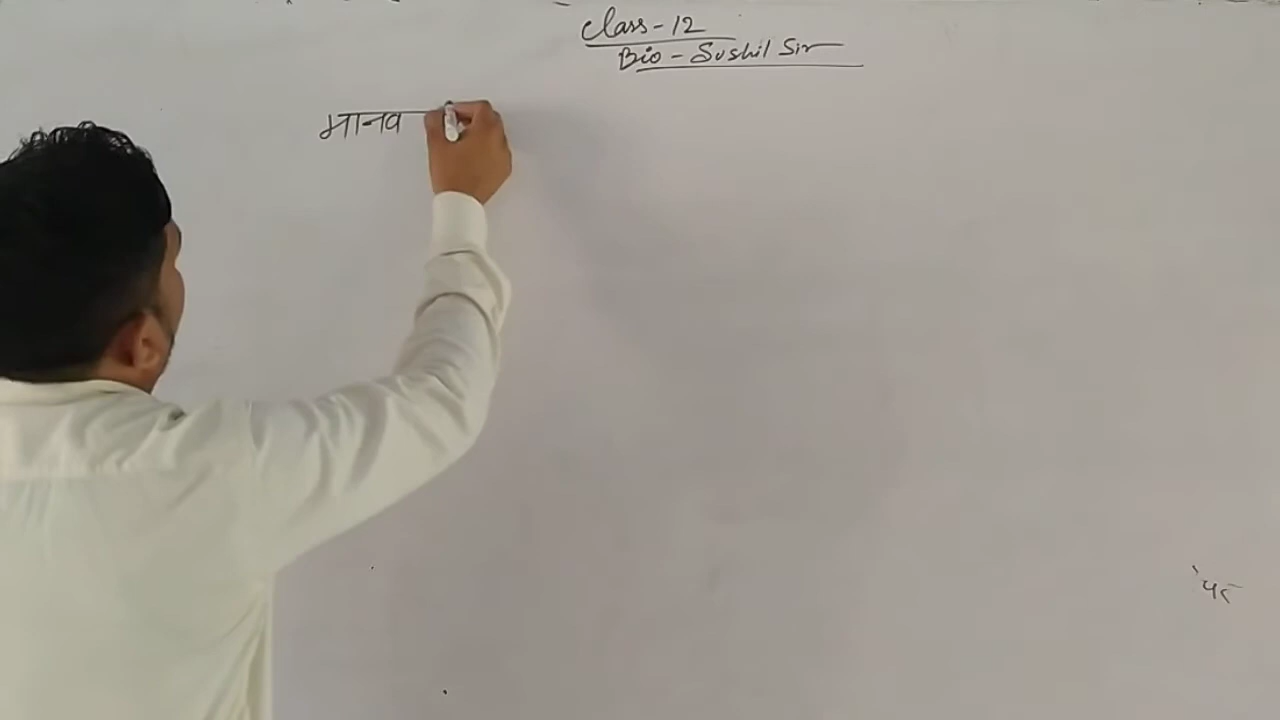 Class-12
Bio - Sushil Sir
मानव